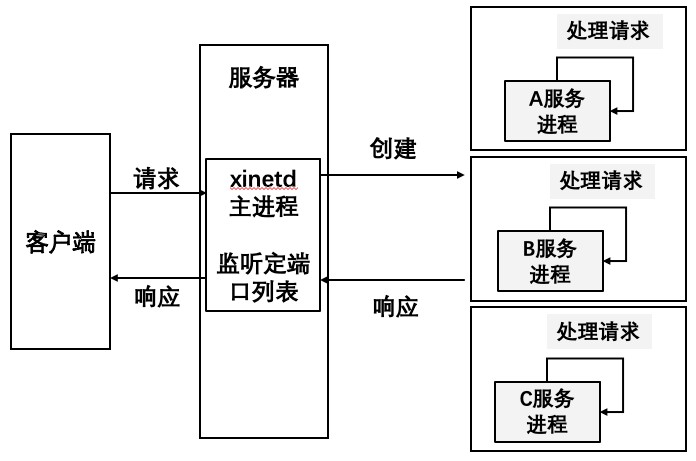 客户端
请求
响应
服务器
xinetd
主进程
监听定端
口列表
创建
响应
处理请求
A服务
进程
处理请求
B服务
进程
处理请求
C服务
进程